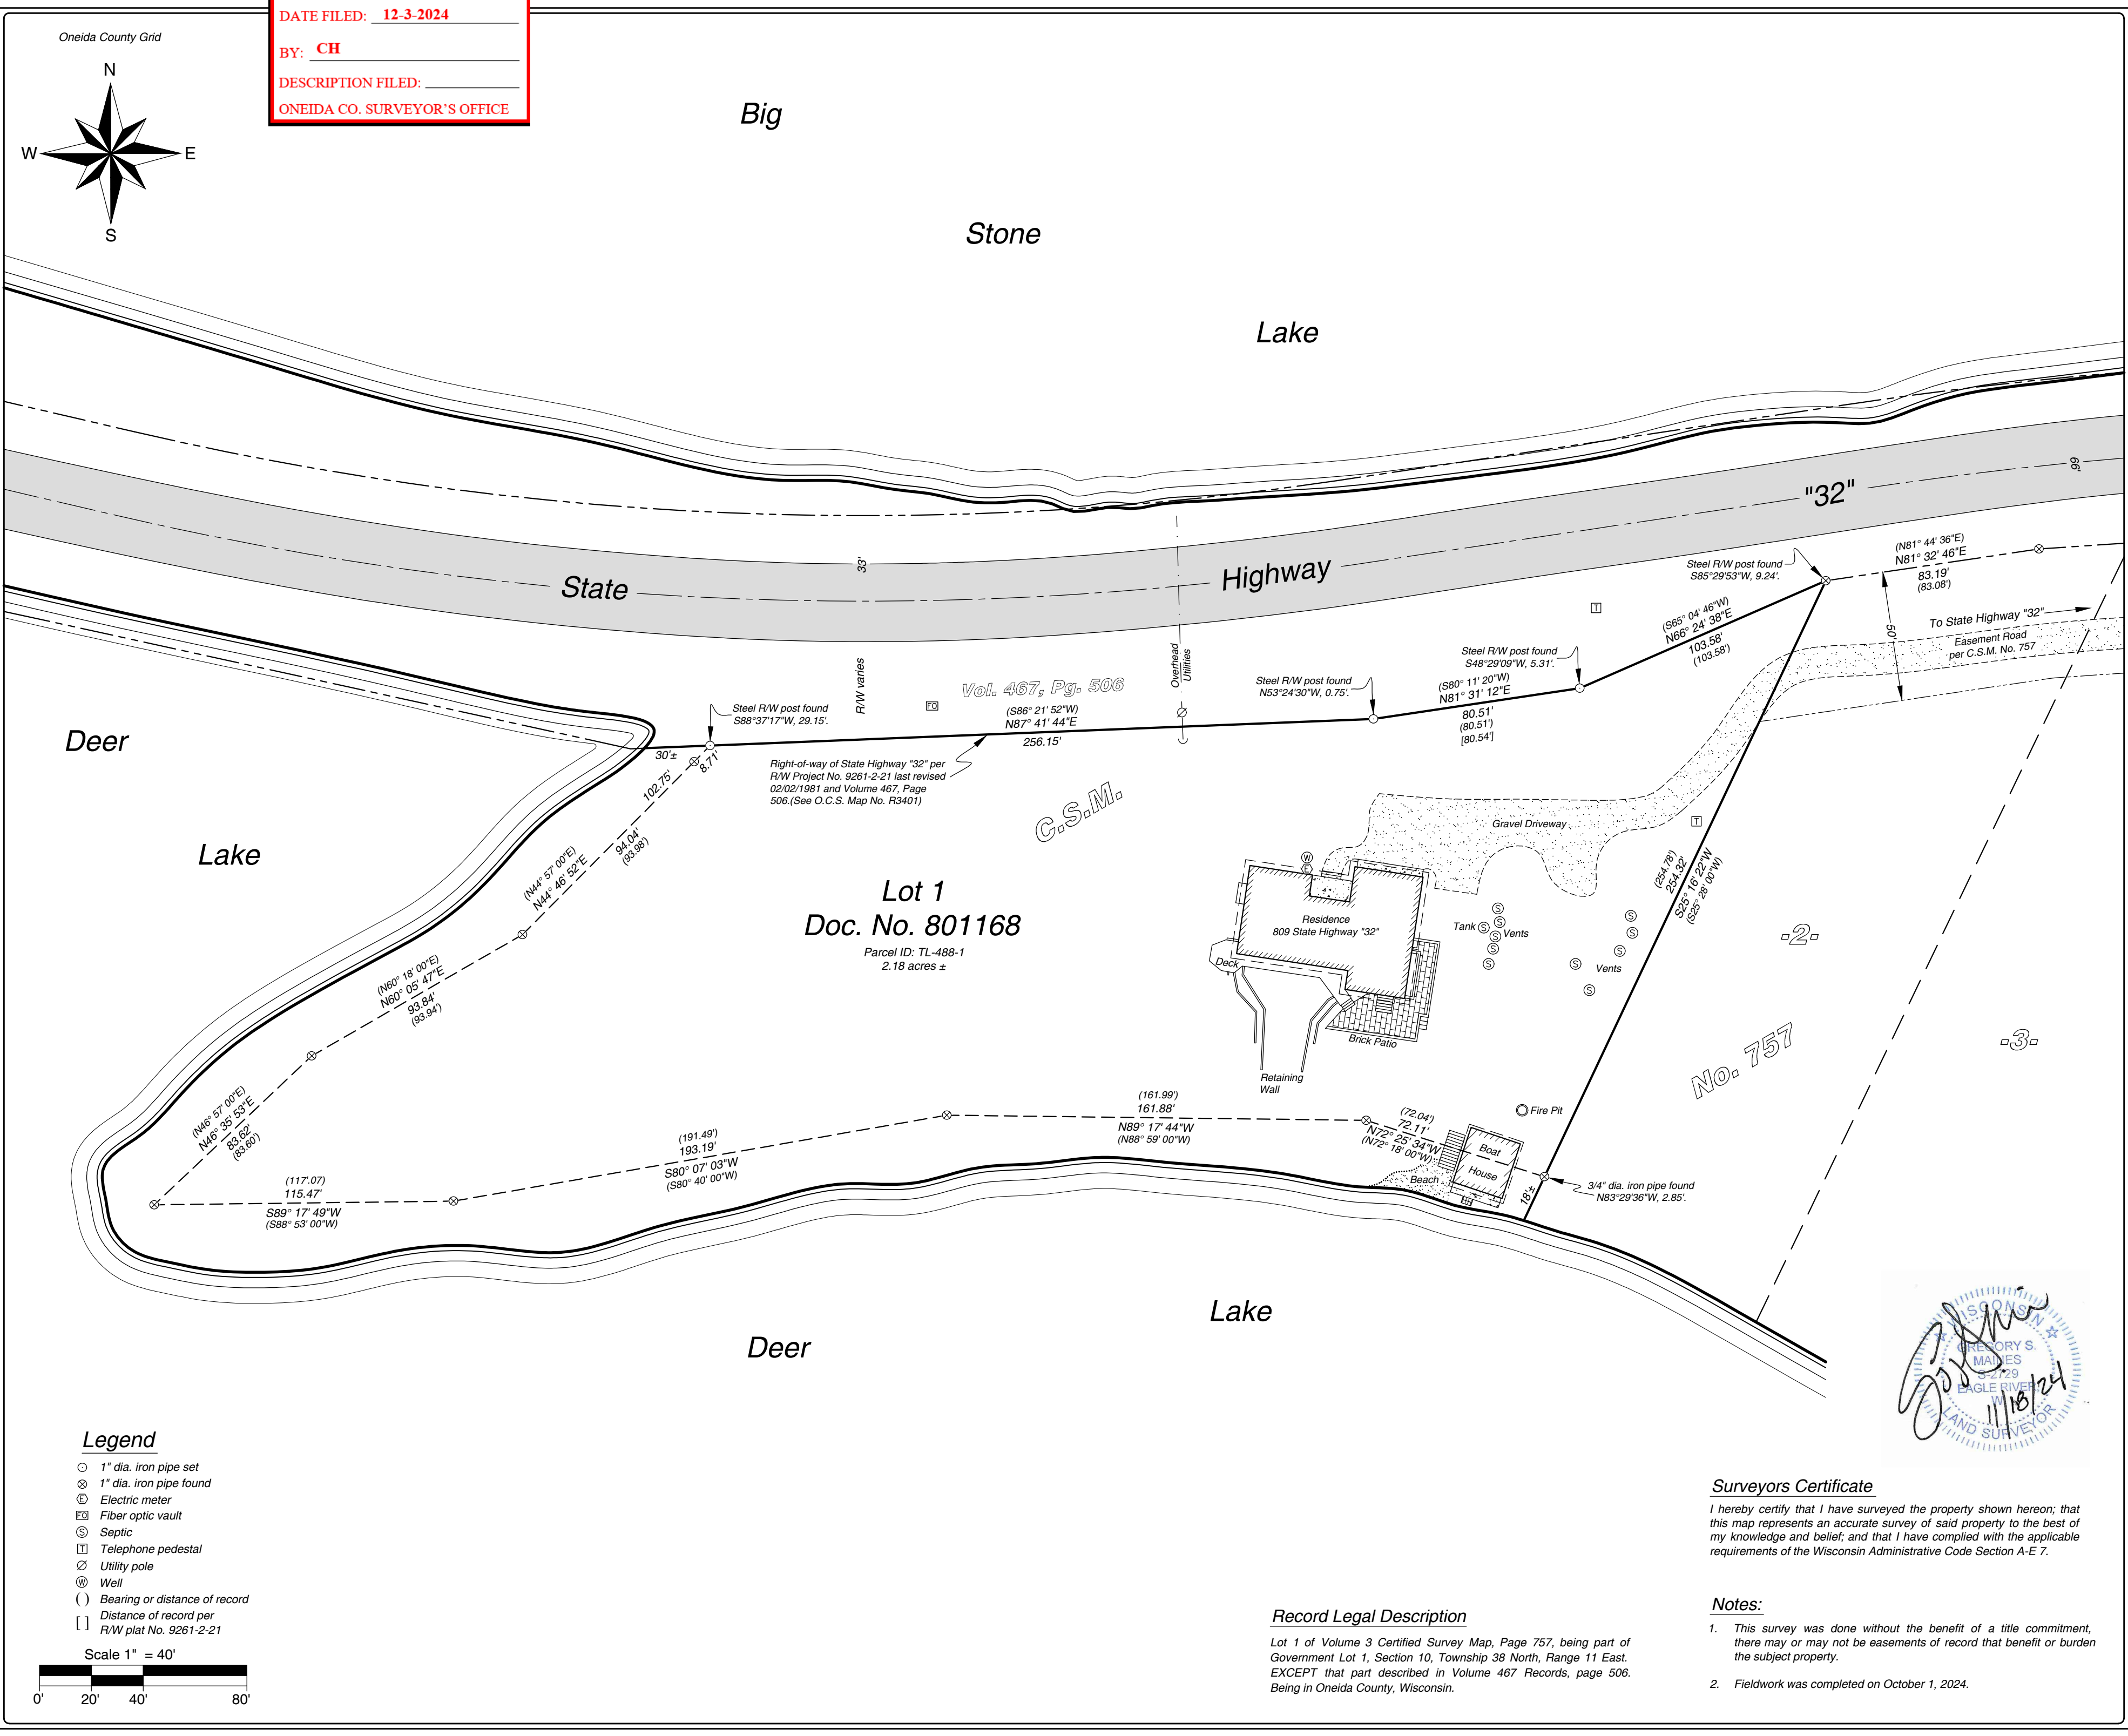 DATE FILED: 12-3-2024
BY: CH
DESCRIPTION FILED:
ONEIDA CO. SURVEYOR'S OFFICE
Oneida County Grid
N
W
E
S
Big
Stone
Lake
State
Highway
"32"
33'
66'
R/W varies
Overhead
Utilities
FO
Vol. 467, Pg. 506
Steel R/W post found
S88°37'17"W, 29.15'.
30'±
8.71'
102.75'
(S86° 21' 52"W)
N87° 41' 44"E
256.15'
Right-of-way of State Highway "32" per
R/W Project No. 9261-2-21 last revised
02/02/1981 and Volume 467, Page
506.(See O.C.S. Map No. R3401)
Steel R/W post found
N53°24'30"W, 0.75'.
Steel R/W post found
S48°29'09"W, 5.31'.
(S80° 11' 20"W)
N81° 31' 12"E
80.51'
(80.51')
[80.54']
T
Steel R/W post found
S85°29'53"W, 9.24'.
(S65° 04' 46"W)
N66° 24' 38"E
103.58'
(103.58')
(N81° 44' 36"E)
N81° 32' 46"E
83.19'
(83.08')
50'
To State Highway "32"
Easement Road
per C.S.M. No. 757
Deer
Lake
C.S.M.
Gravel Driveway
T
(N44° 57' 00"E)
N44° 46' 52"E
94.04'
(93.98')
Lot 1
Doc. No. 801168
Parcel ID: TL-488-1
2.18 acres ±
W
E
Residence
809 State Highway "32"
Deck
Brick Patio
Retaining
Wall
Tank
S
S
S
S
S
S
Vents
S
S
S
S
S
Vents
(254.78')
254.32'
S25° 16' 22"W
(S25° 28' 00"W)
-2-
-3-
No. 757
(N60° 18' 00"E)
N60° 05' 47"E
93.84'
(93.94')
(N46° 57' 00"E)
N46° 35' 53"E
83.62'
(83.60')
(117.07)
115.47'
S89° 17' 49"W
(S88° 53' 00"W)
(191.49')
193.19'
S80° 07' 03"W
(S80° 40' 00"W)
(161.99')
161.88'
N89° 17' 44"W
(N88° 59' 00"W)
(72.04')
72.11'
N72° 25' 34"W
(N72° 18' 00"W)
Fire Pit
Boat
House
Beach
18'±
3/4" dia. iron pipe found
N83°29'36"W, 2.85'.
Lake
Deer
WISCONSIN
GREGORY S.
MAINES
S-2729
EAGLE RIVER,
LAND SURVEYOR
11/18/24
Legend
1" dia. iron pipe set
1" dia. iron pipe found
E Electric meter
FO Fiber optic vault
S Septic
T Telephone pedestal
Utility pole
W Well
( ) Bearing or distance of record
[ ] Distance of record per
R/W plat No. 9261-2-21
Scale 1" = 40'
0' 20' 40' 80'
Surveyors Certificate
I hereby certify that I have surveyed the property shown hereon; that
this map represents an accurate survey of said property to the best of
my knowledge and belief; and that I have complied with the applicable
requirements of the Wisconsin Administrative Code Section A-E 7.
Record Legal Description
Lot 1 of Volume 3 Certified Survey Map, Page 757, being part of
Government Lot 1, Section 10, Township 38 North, Range 11 East.
EXCEPT that part described in Volume 467 Records, page 506.
Being in Oneida County, Wisconsin.
Notes:
1. This survey was done without the benefit of a title commitment,
there may or may not be easements of record that benefit or burden
the subject property.
2. Fieldwork was completed on October 1, 2024.